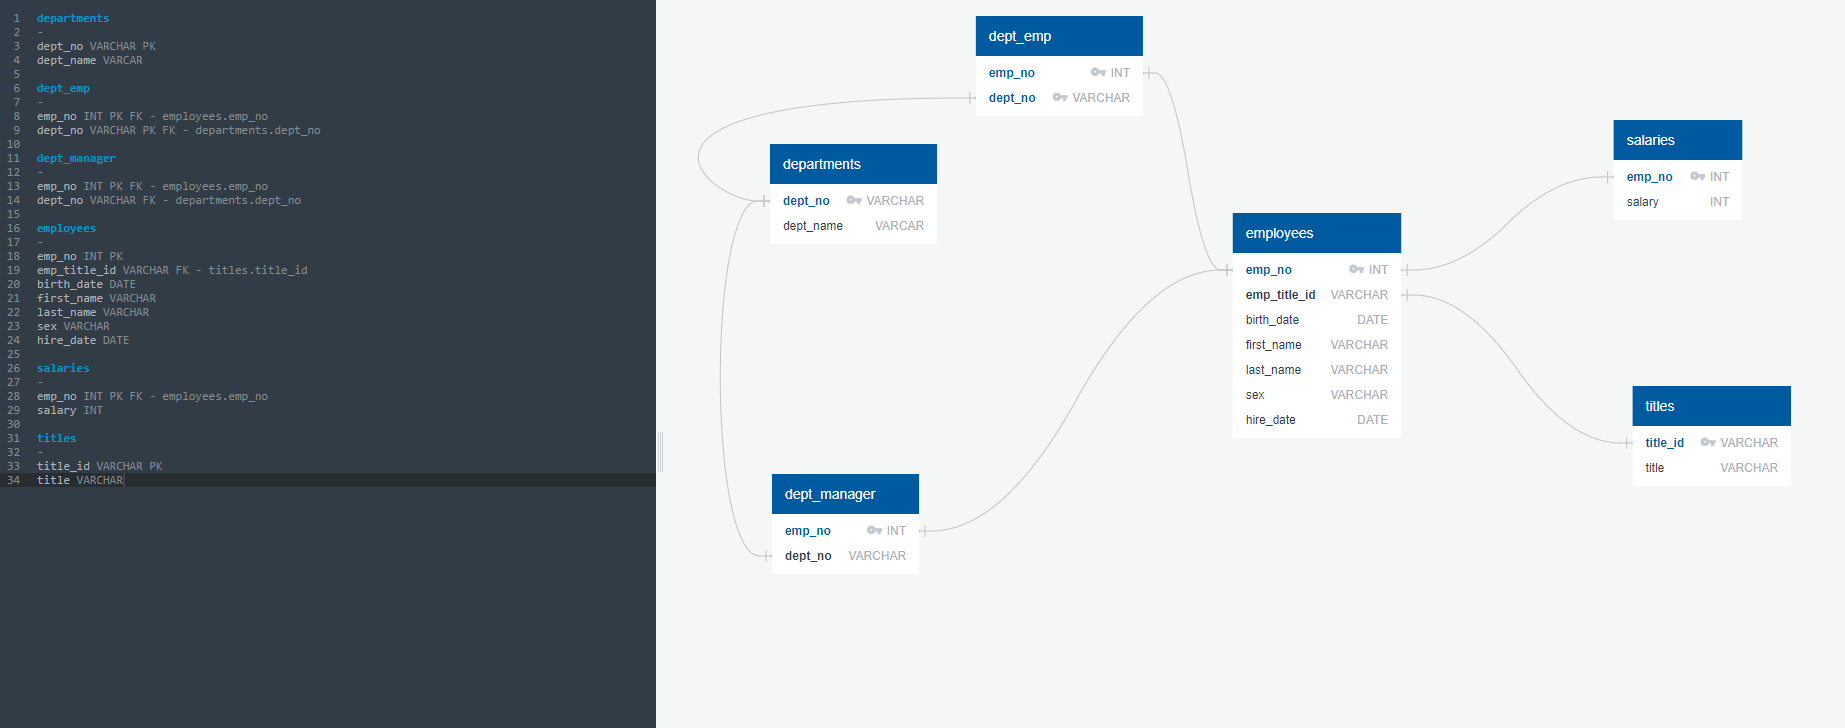 1 departments
2 -
3 dept_no VARCHAR PK
4 dept_name VARCAR
5
6 dept_emp
7 -
8 emp_no INT PK FK - employees.emp_no
9 dept_no VARCHAR PK FK - departments.dept_no
10
11 dept_manager
12 -
13 emp_no INT PK FK - employees.emp_no
14 dept_no VARCHAR FK - departments.dept_no
15
16 employees
17 -
18 emp_no INT PK
19 emp_title_id VARCHAR FK - titles.title_id
20 birth_date DATE
21 first_name VARCHAR
22 last_name VARCHAR
23 sex VARCHAR
24 hire_date DATE
25
26 salaries
27 -
28 emp_no INT PK FK - employees.emp_no
29 salary INT
30
31 titles
32 -
33 title_id VARCHAR PK
34 title VARCHAR
dept_emp
emp_no INT
dept_no VARCHAR
departments
dept_no VARCHAR
dept_name VARCAR
salaries
emp_no INT
salary INT
employees
emp_no INT
emp_title_id VARCHAR
birth_date DATE
first_name VARCHAR
last_name VARCHAR
sex VARCHAR
hire_date DATE
titles
title_id VARCHAR
title VARCHAR
dept_manager
emp_no INT
dept_no VARCHAR